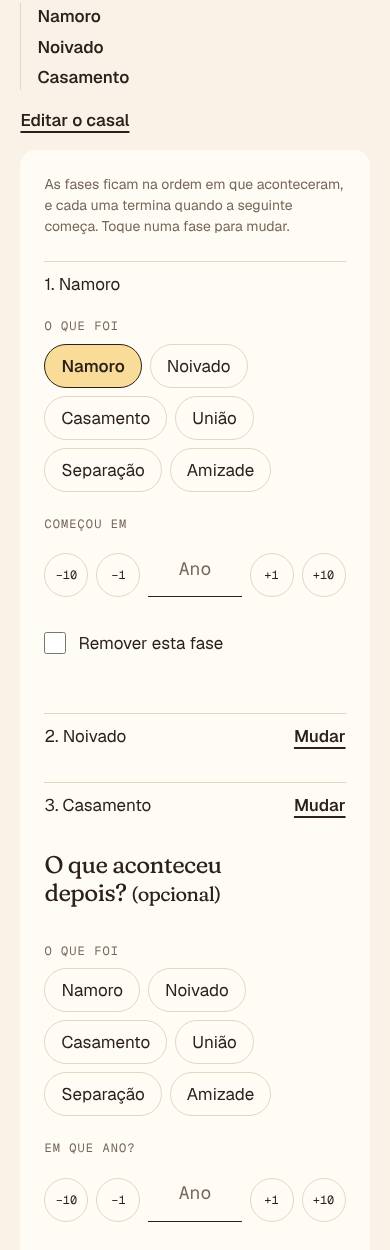 Namoro
Noivado
Casamento
Editar o casal
As fases ficam na ordem em que aconteceram,
e cada uma termina quando a seguinte
começa. Toque numa fase para mudar.
1. Namoro
O QUE FOI
Namoro
Noivado
Casamento
União
Separação
Amizade
COMEÇOU EM
−10
−1
Ano
+1
+10
Remover esta fase
2. Noivado
Mudar
3. Casamento
Mudar
O que aconteceu
depois? (opcional)
O QUE FOI
Namoro
Noivado
Casamento
União
Separação
Amizade
EM QUE ANO?
−10
−1
Ano
+1
+10